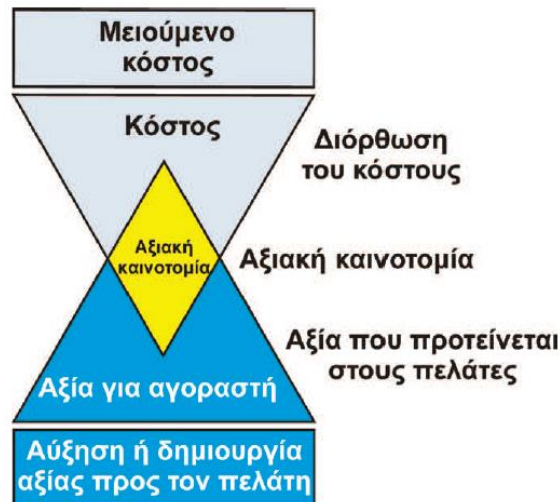 Μειούμενο
κόστος
Κόστος
Διόρθωση
του κόστους
Αξιακή
καινοτομία
Αξιακή καινοτομία
Αξία που προτείνεται
στους πελάτες
Αξία για αγοραστή
Αύξηση ή δημιουργία
αξίας προς τον πελάτη